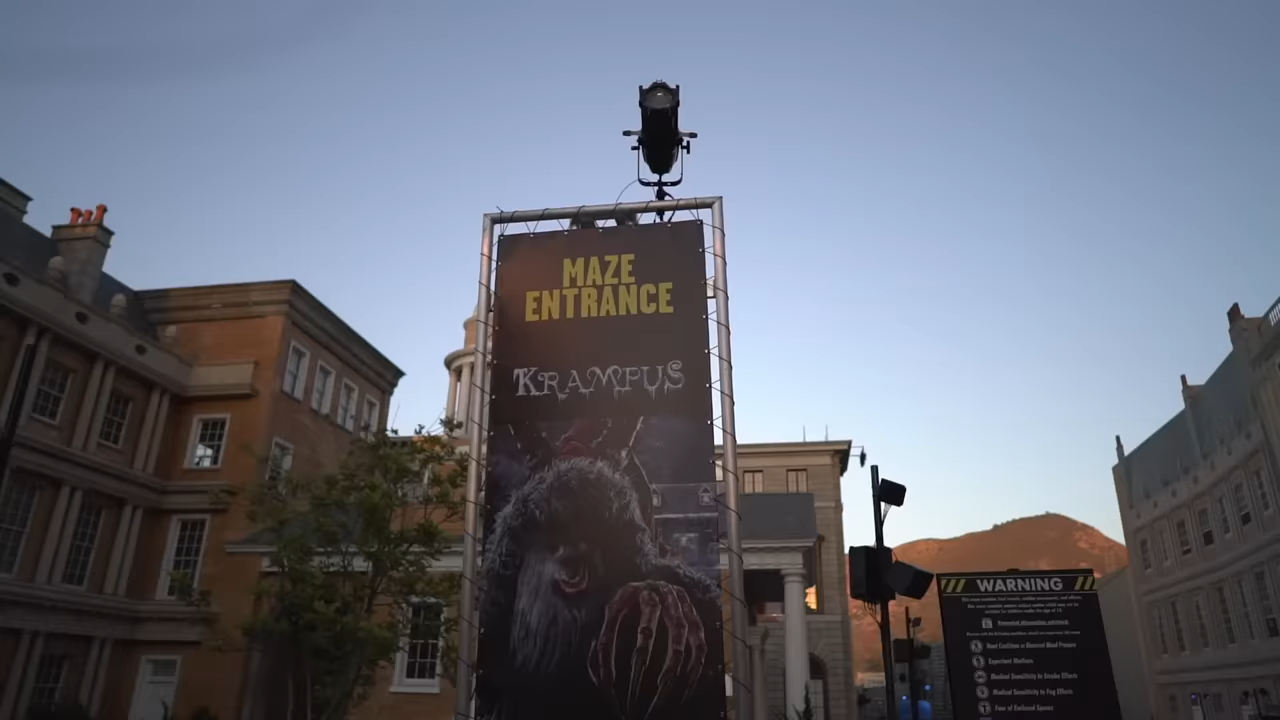 MAZE
ENTRANCE
KRAMPUS
WARNING
Heart Condition or Abnormal Blood Pressure
Expectant Mothers
Medical Sensitivity to Strobe Effects
Medical Sensitivity to Fog Effects
Fear of Enclosed Spaces